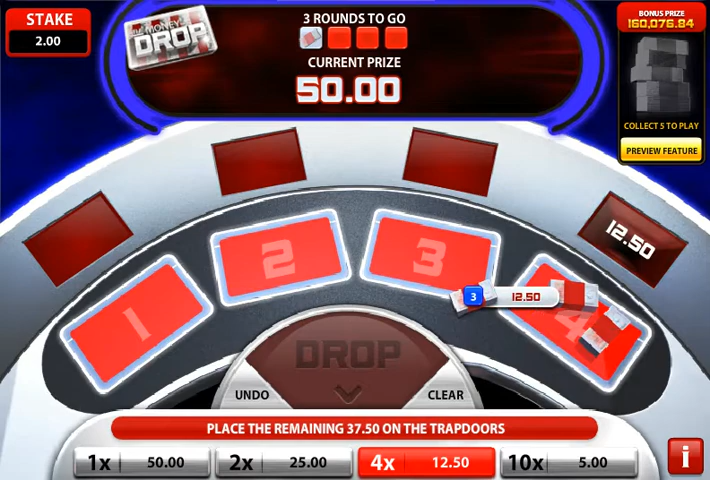 STAKE
2.00
THE MONEY
DROP
3 ROUNDS TO GO
CURRENT PRIZE
50.00
BONUS PRIZE
160,076.84
COLLECT 5 TO PLAY
PREVIEW FEATURE
12.50
1
2
3
4
3
12.50
DROP
UNDO
CLEAR
PLACE THE REMAINING 37.50 ON THE TRAPDOORS
1x 50.00
2x 25.00
4x 12.50
10x 5.00
i